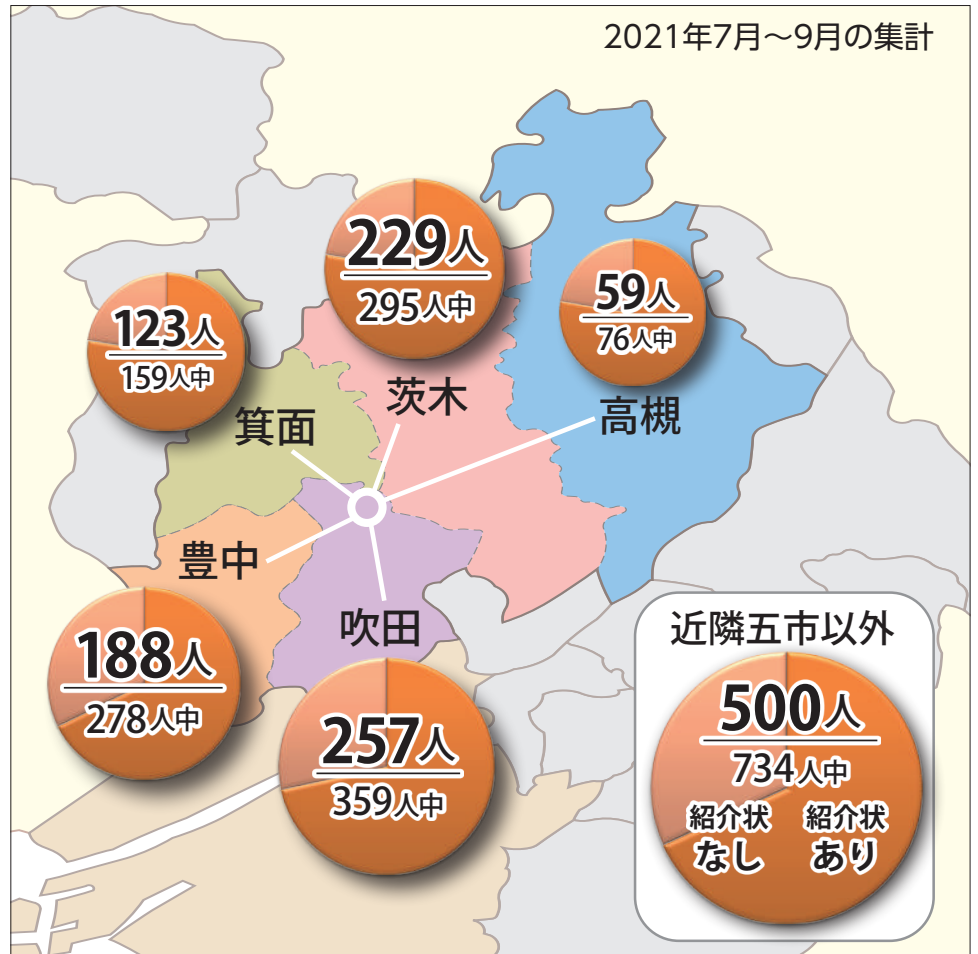 2021年7月～9月の集計
229人
295人中
茨木
59人
76人中
高槻
123人
159人中
箕面
豊中
188人
278人中
吹田
257人
359人中
近隣五市以外
500人
734人中
紹介状 紹介状
なし あり